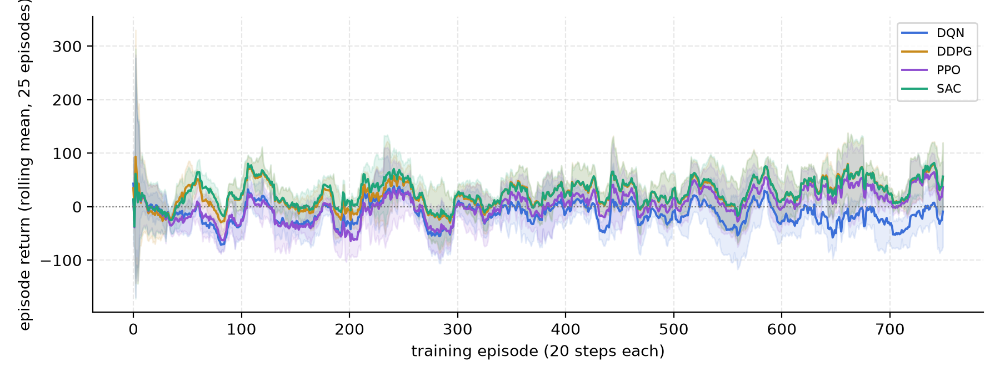 episode return (rolling mean, 25 episodes)
300
200
100
0
−100
DQN
DDPG
PPO
SAC
0 100 200 300 400 500 600 700
training episode (20 steps each)